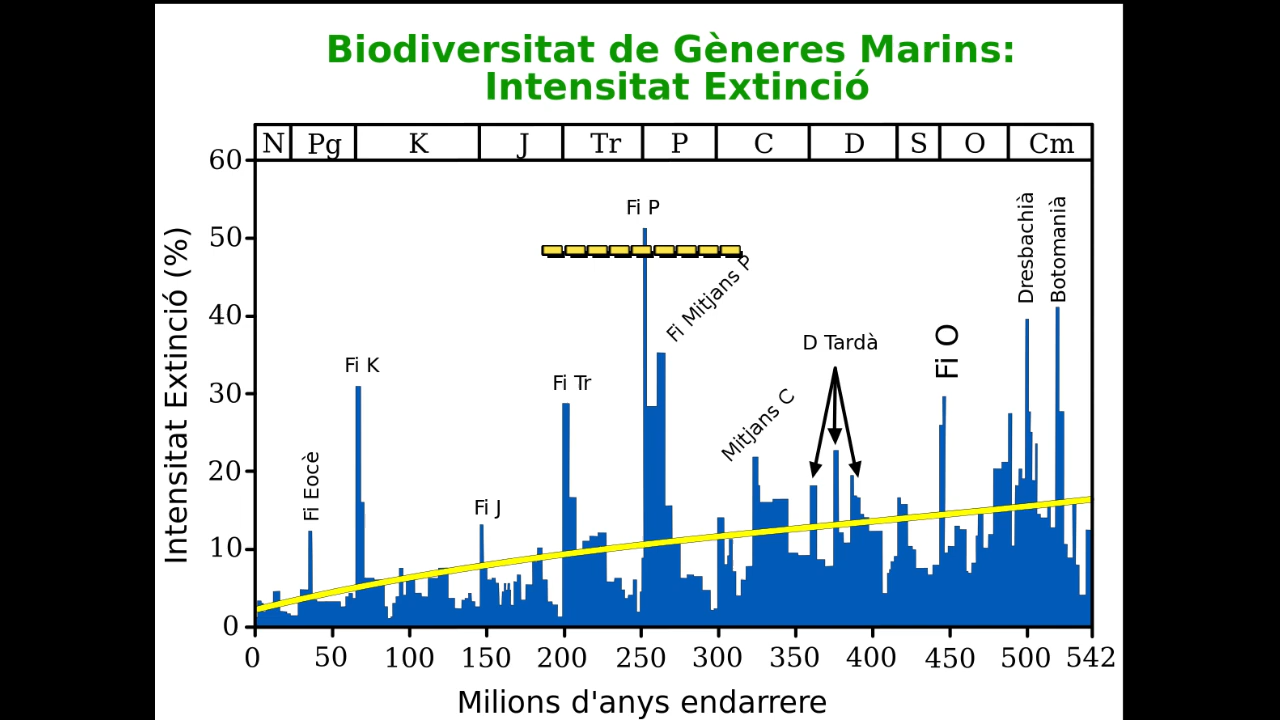 Biodiversitat de Gèneres Marins:
Intensitat Extinció
N Pg K J Tr P C D S O Cm
Intensitat Extinció (%)
60
50
40
30
20
10
0
Fi Eocè
Fi K
Fi J
Fi Tr
Fi P
Fi Mitjans P
Mitjans C
D Tardà
Fi O
Dresbachià
Botomanià
0 50 100 150 200 250 300 350 400 450 500 542
Milions d'anys endarrere